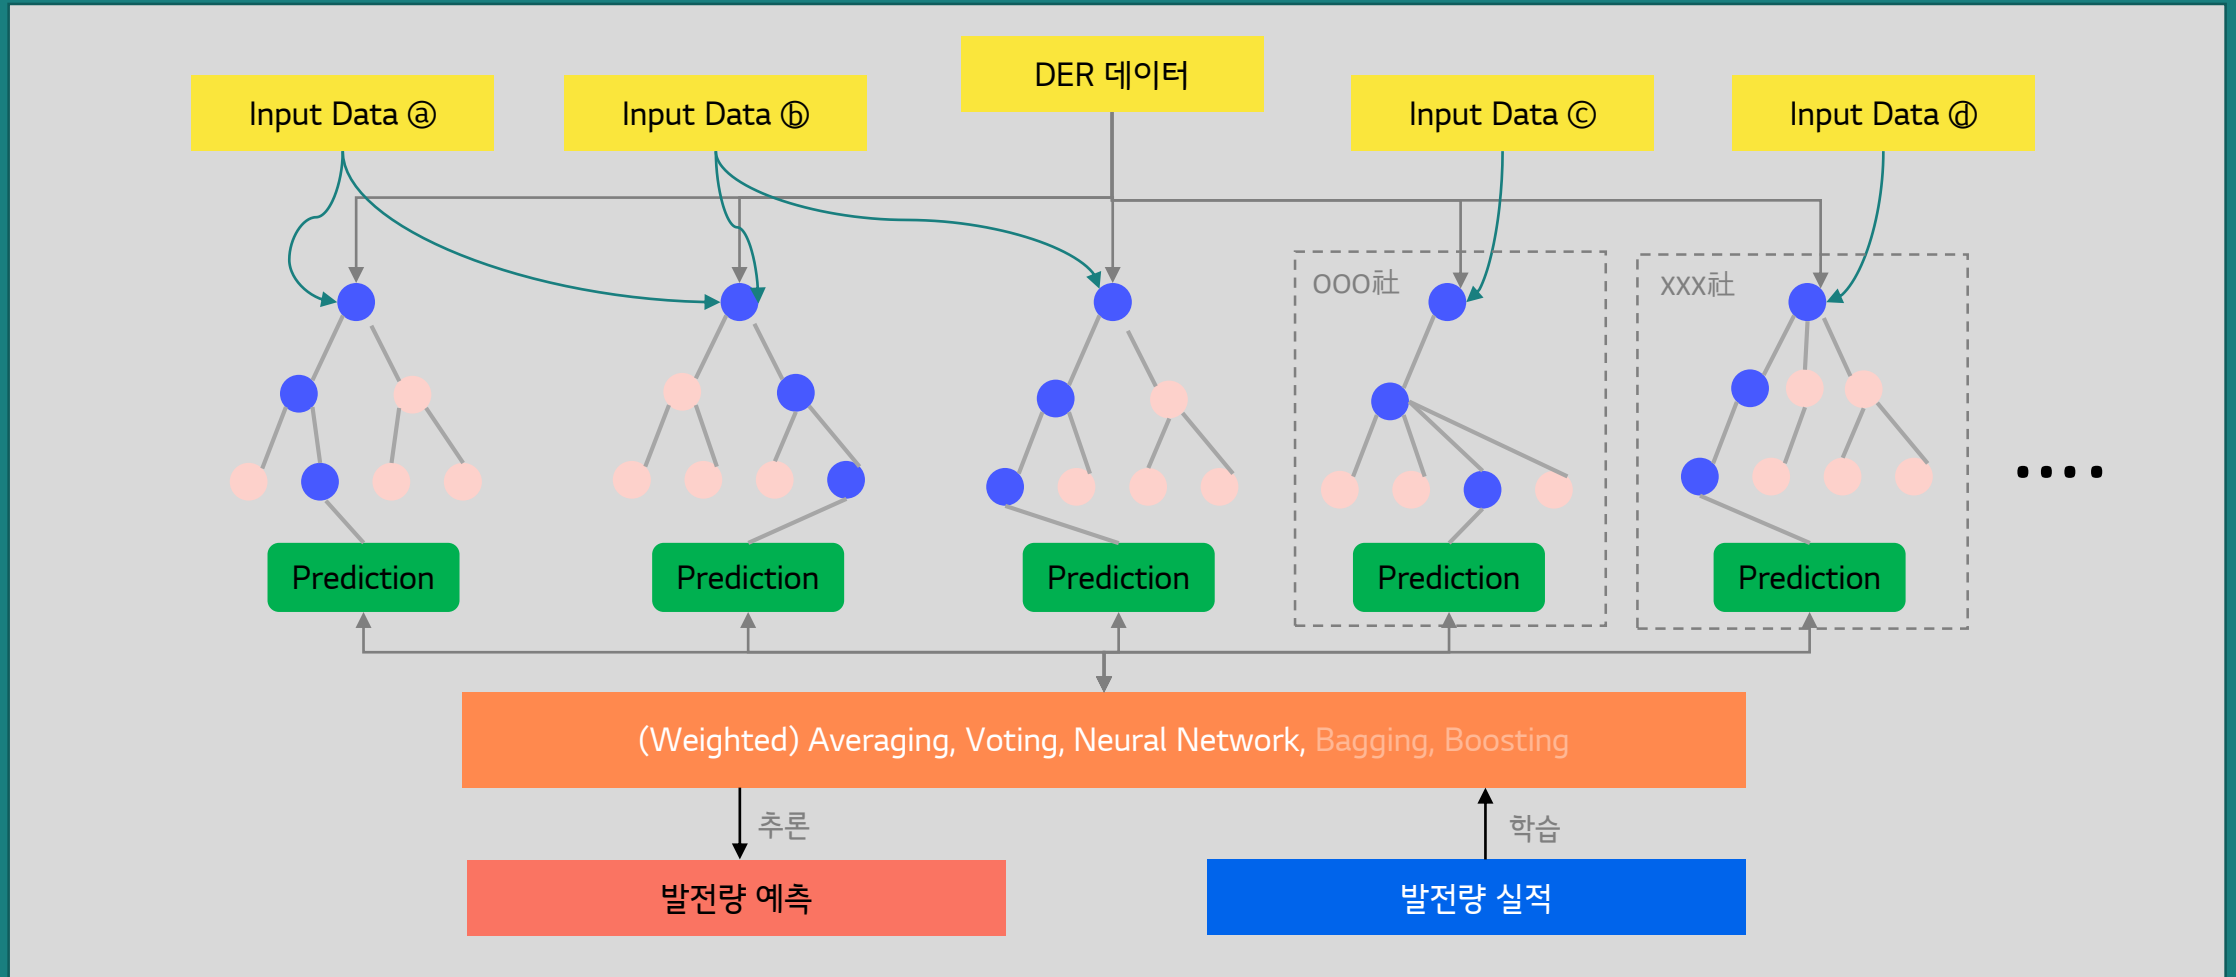 DER 데이터
Input Data ⓐ
Input Data ⓑ
Input Data ⓒ
Input Data ⓓ
OOO社
XXX社
....
Prediction
Prediction
Prediction
Prediction
Prediction
(Weighted) Averaging, Voting, Neural Network, Bagging, Boosting
추론
학습
발전량 예측
발전량 실적